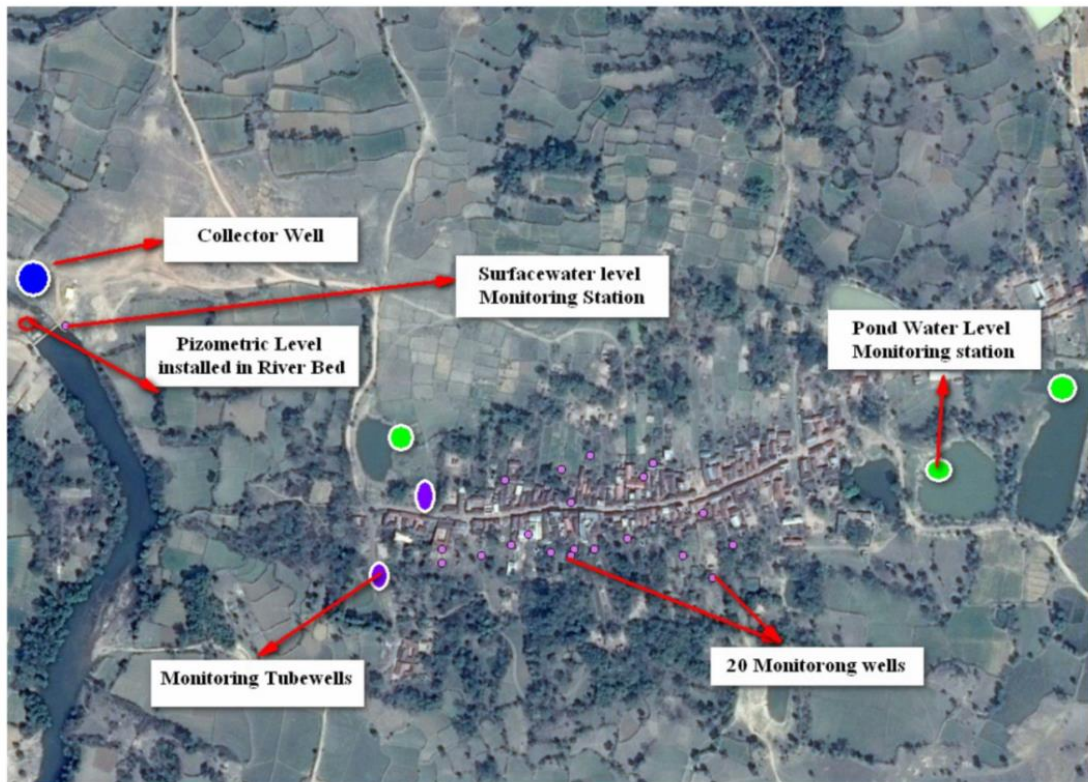 Collector Well
Surfacewater level
Monitoring Station
Pizometric Level
installed in River Bed
Pond Water Level
Monitoring station
Monitoring Tubewells
20 Monitorong wells